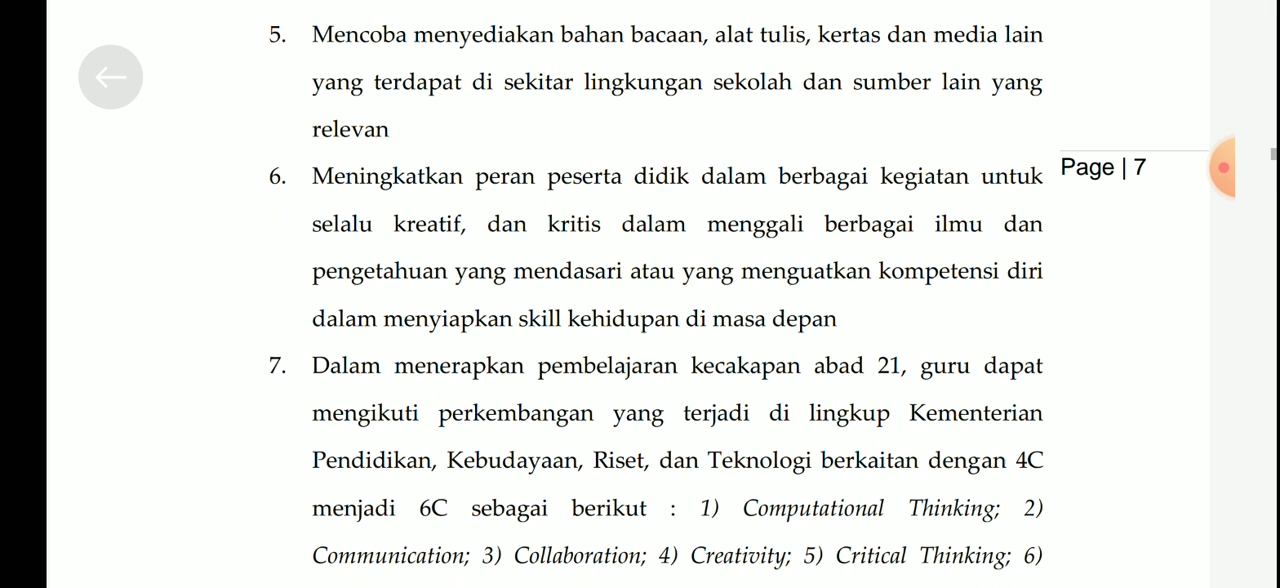 5. Mencoba menyediakan bahan bacaan, alat tulis, kertas dan media lain
yang terdapat di sekitar lingkungan sekolah dan sumber lain yang
relevan
6. Meningkatkan peran peserta didik dalam berbagai kegiatan untuk
selalu kreatif, dan kritis dalam menggali berbagai ilmu dan
pengetahuan yang mendasari atau yang menguatkan kompetensi diri
dalam menyiapkan skill kehidupan di masa depan
7. Dalam menerapkan pembelajaran kecakapan abad 21, guru dapat
mengikuti perkembangan yang terjadi di lingkup Kementerian
Pendidikan, Kebudayaan, Riset, dan Teknologi berkaitan dengan 4C
menjadi 6C sebagai berikut : 1) Computational Thinking; 2)
Communication; 3) Collaboration; 4) Creativity; 5) Critical Thinking; 6)
Page | 7